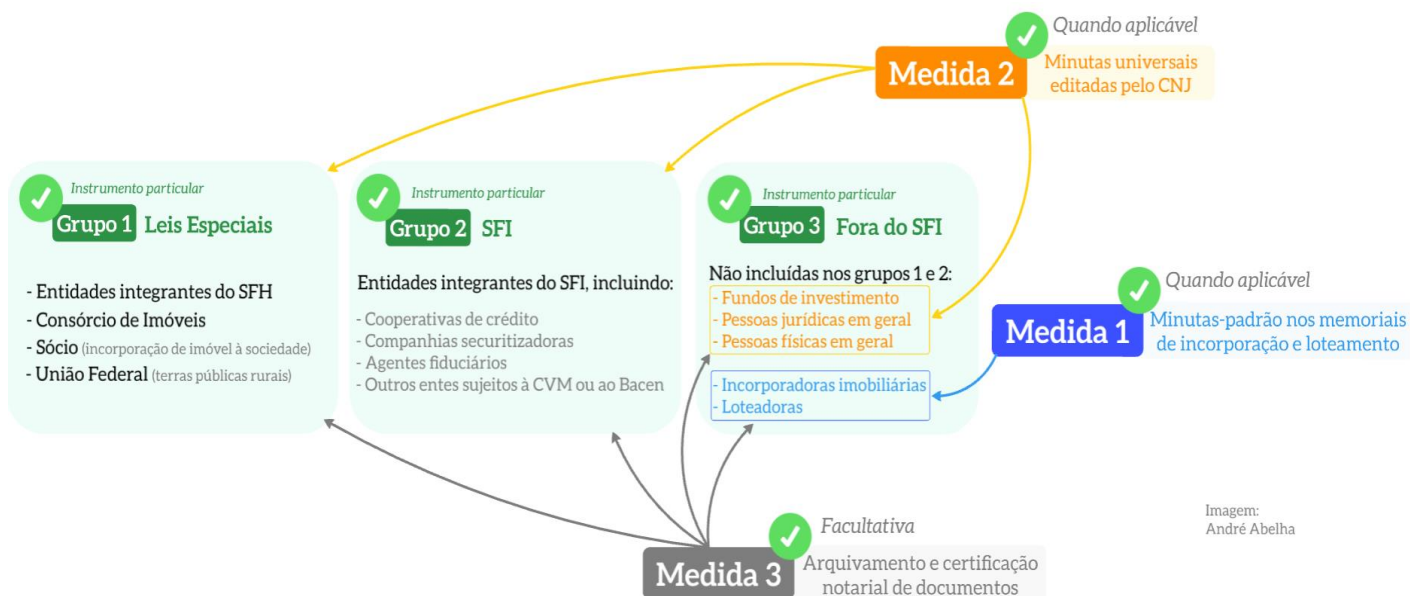 Quando aplicável
Medida 2
Minutas universais
editadas pelo CNJ
Instrumento particular
Grupo 1 Leis Especiais
- Entidades integrantes do SFH
- Consórcio de Imóveis
- Sócio (incorporação de imóvel à sociedade)
- União Federal (terras públicas rurais)
Instrumento particular
Grupo 2 SFI
Entidades integrantes do SFI, incluindo:
- Cooperativas de crédito
- Companhias securitizadoras
- Agentes fiduciários
- Outros entes sujeitos à CVM ou ao Bacen
Instrumento particular
Grupo 3 Fora do SFI
Não incluídas nos grupos 1 e 2:
- Fundos de investimento
- Pessoas jurídicas em geral
- Pessoas físicas em geral
- Incorporadoras imobiliárias
- Loteadoras
Quando aplicável
Medida 1
Minutas-padrão nos memoriais
de incorporação e loteamento
Facultativa
Medida 3
Arquivamento e certificação
notarial de documentos
Imagem:
André Abelha